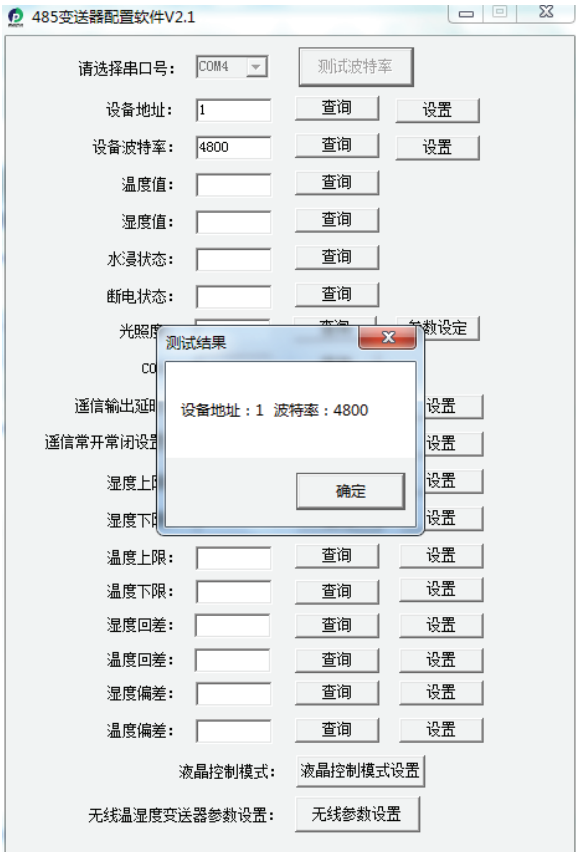 485变送器配置软件V2.1
请选择串口号： COM4 测试波特率
设备地址： 1 查询 设置
设备波特率： 4800 查询 设置
温度值： 查询
湿度值： 查询
水浸状态： 查询
断电状态： 查询
光照度 查询 参数设定
测试结果
CO
设备地址：1 波特率：4800
遥信输出延时 设置
遥信常开常闭设置 设置
湿度上限 设置
确定
湿度下限 设置
温度上限： 查询 设置
温度下限： 查询 设置
湿度回差： 查询 设置
温度回差： 查询 设置
湿度偏差： 查询 设置
温度偏差： 查询 设置
液晶控制模式： 液晶控制模式设置
无线温湿度变送器参数设置： 无线参数设置